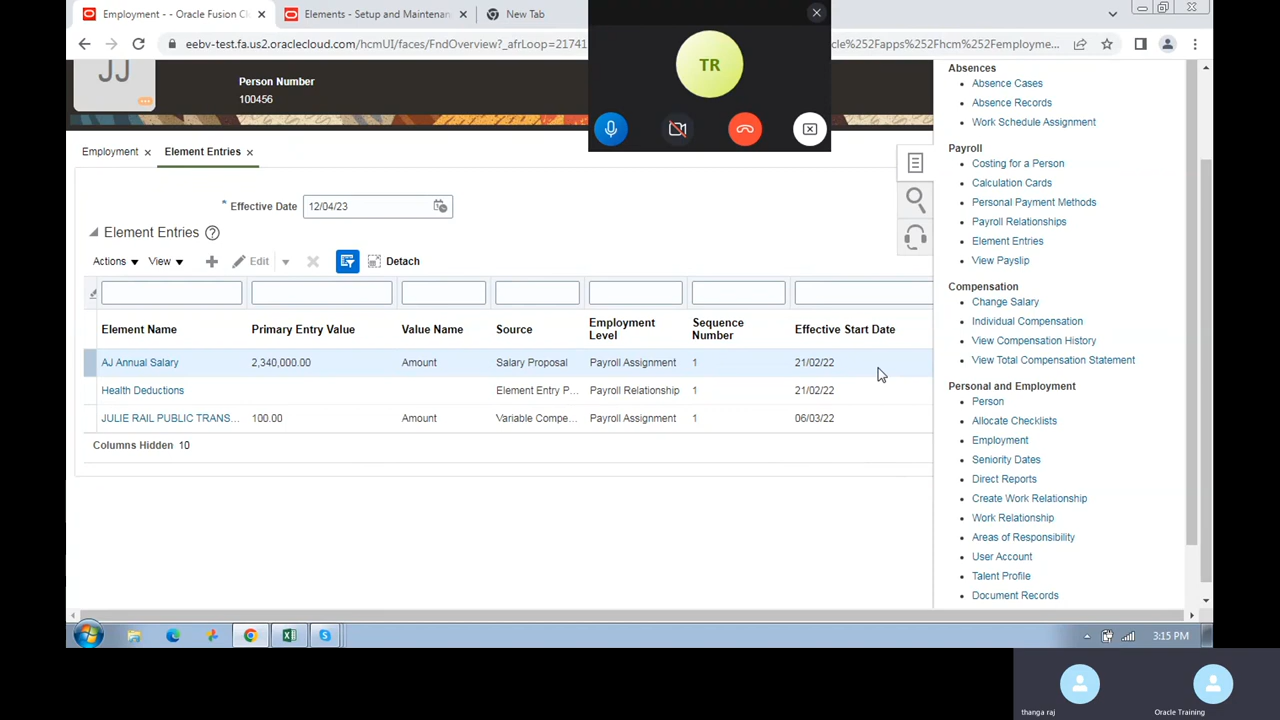 Employment - - Oracle Fusion Cl
Elements - Setup and Maintenan
New Tab
eebv-test.fa.us2.oraclecloud.com/hcmUI/faces/FndOverview?_afrLoop=21741
cle%252Fapps%252Fhcm%252Femployme...
TR
JJ
Person Number
100456
Employment
Element Entries
* Effective Date 12/04/23
Element Entries
Actions View Edit Detach
Element Name Primary Entry Value Value Name Source Employment Level Sequence Number Effective Start Date
AJ Annual Salary 2,340,000.00 Amount Salary Proposal Payroll Assignment 1 21/02/22
Health Deductions Element Entry P... Payroll Relationship 1 21/02/22
JULIE RAIL PUBLIC TRANS... 100.00 Amount Variable Compe... Payroll Assignment 1 06/03/22
Columns Hidden 10
Absences
Absence Cases
Absence Records
Work Schedule Assignment
Payroll
Costing for a Person
Calculation Cards
Personal Payment Methods
Payroll Relationships
Element Entries
View Payslip
Compensation
Change Salary
Individual Compensation
View Compensation History
View Total Compensation Statement
Personal and Employment
Person
Allocate Checklists
Employment
Seniority Dates
Direct Reports
Create Work Relationship
Work Relationship
Areas of Responsibility
User Account
Talent Profile
Document Records
3:15 PM
thanga raj
Oracle Training